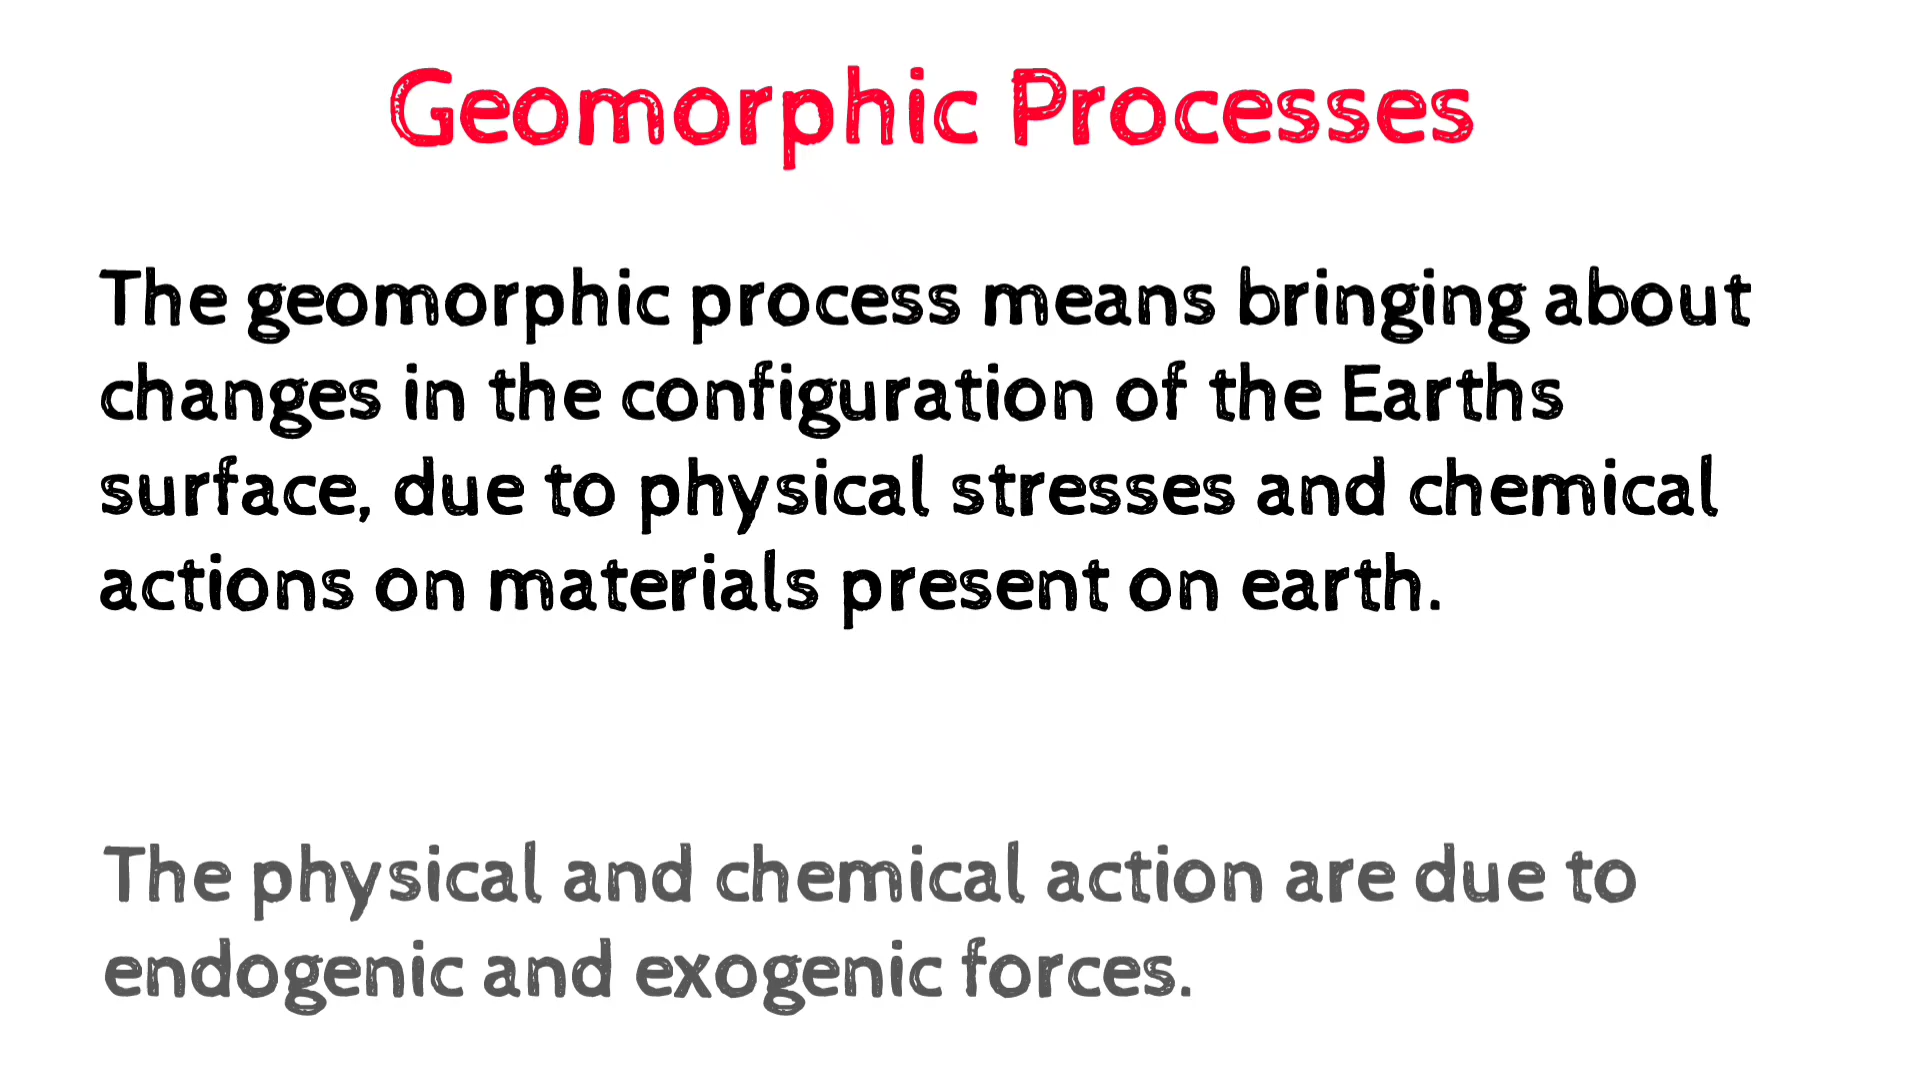 Geomorphic Processes
The geomorphic process means bringing about
changes in the configuration of the Earths
surface, due to physical stresses and chemical
actions on materials present on earth.
The physical and chemical action are due to
endogenic and exogenic forces.